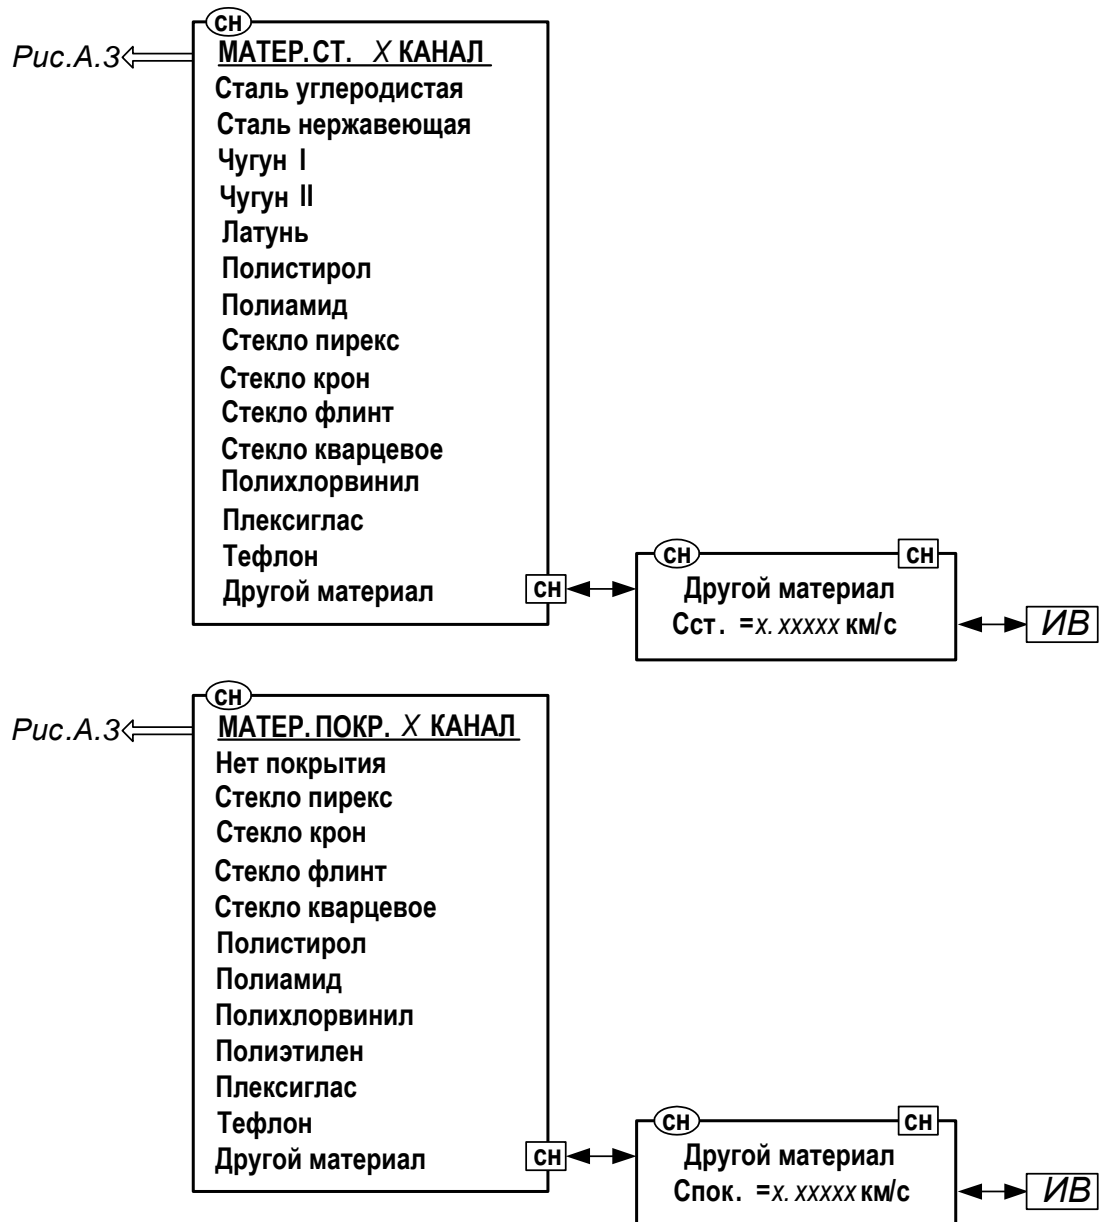 СН
Рис.А.3
МАТЕР.СТ. X КАНАЛ
Сталь углеродистая
Сталь нержавеющая
Чугун I
Чугун II
Латунь
Полистирол
Полиамид
Стекло пирекс
Стекло крон
Стекло флинт
Стекло кварцевое
Полихлорвинил
Плексиглас
Тефлон
Другой материал СН
СН СН
Другой материал
Сст. =x.xxxxx км/с
ИВ
СН
Рис.А.3
МАТЕР.ПОКР. X КАНАЛ
Нет покрытия
Стекло пирекс
Стекло крон
Стекло флинт
Стекло кварцевое
Полистирол
Полиамид
Полихлорвинил
Полиэтилен
Плексиглас
Тефлон
Другой материал СН
СН СН
Другой материал
Спок. =x.xxxxx км/с
ИВ